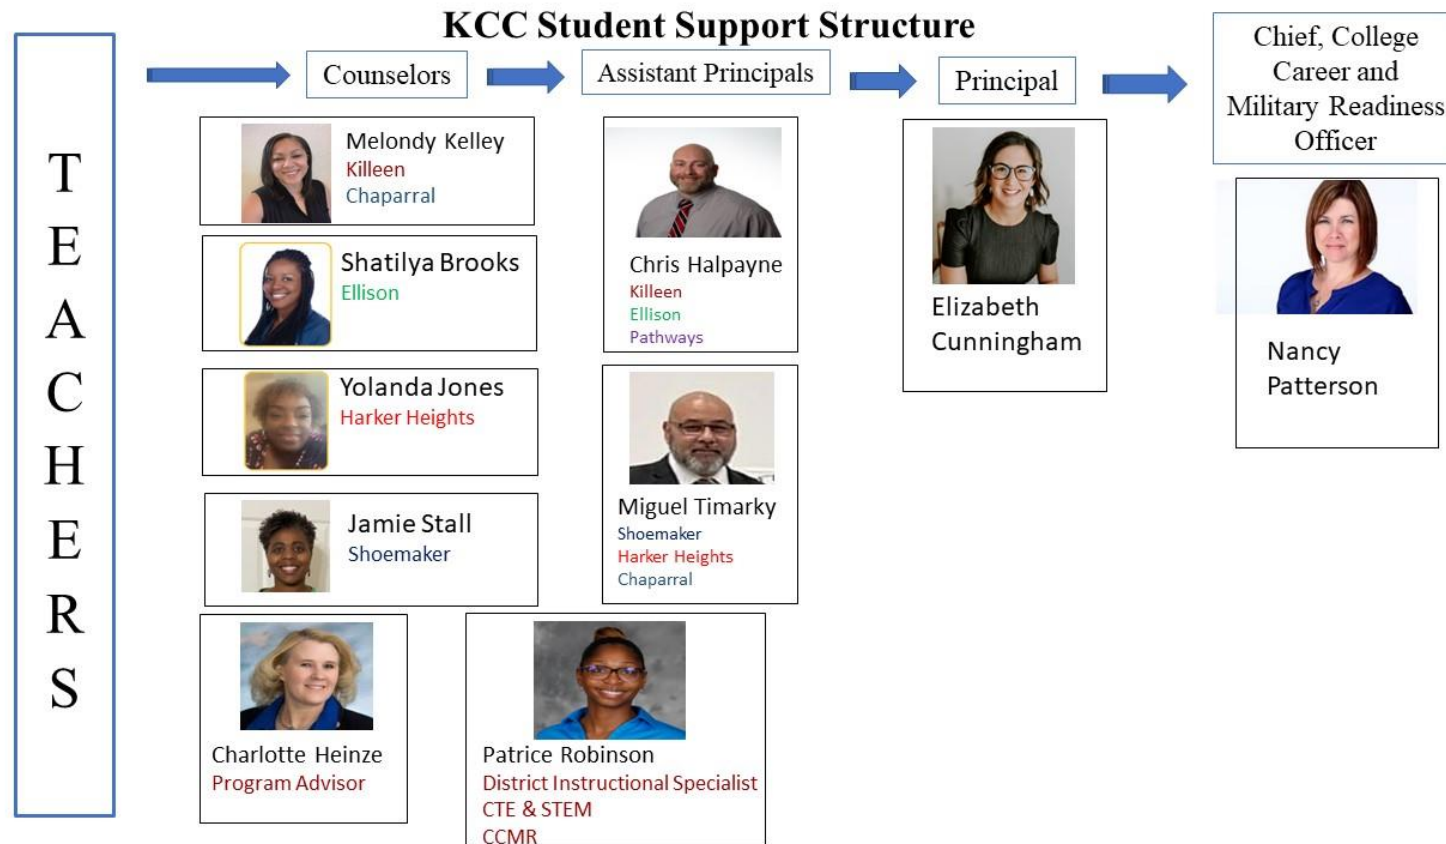 KCC Student Support Structure
TEACHERS
Counselors
Assistant Principals
Principal
Chief, College
Career and
Military Readiness
Officer
Melondy Kelley
Killeen
Chaparral
Shatilya Brooks
Ellison
Yolanda Jones
Harker Heights
Jamie Stall
Shoemaker
Charlotte Heinze
Program Advisor
Patrice Robinson
District Instructional Specialist
CTE & STEM
CCMR
Chris Halpayne
Killeen
Ellison
Pathways
Miguel Timarky
Shoemaker
Harker Heights
Chaparral
Elizabeth
Cunningham
Nancy
Patterson